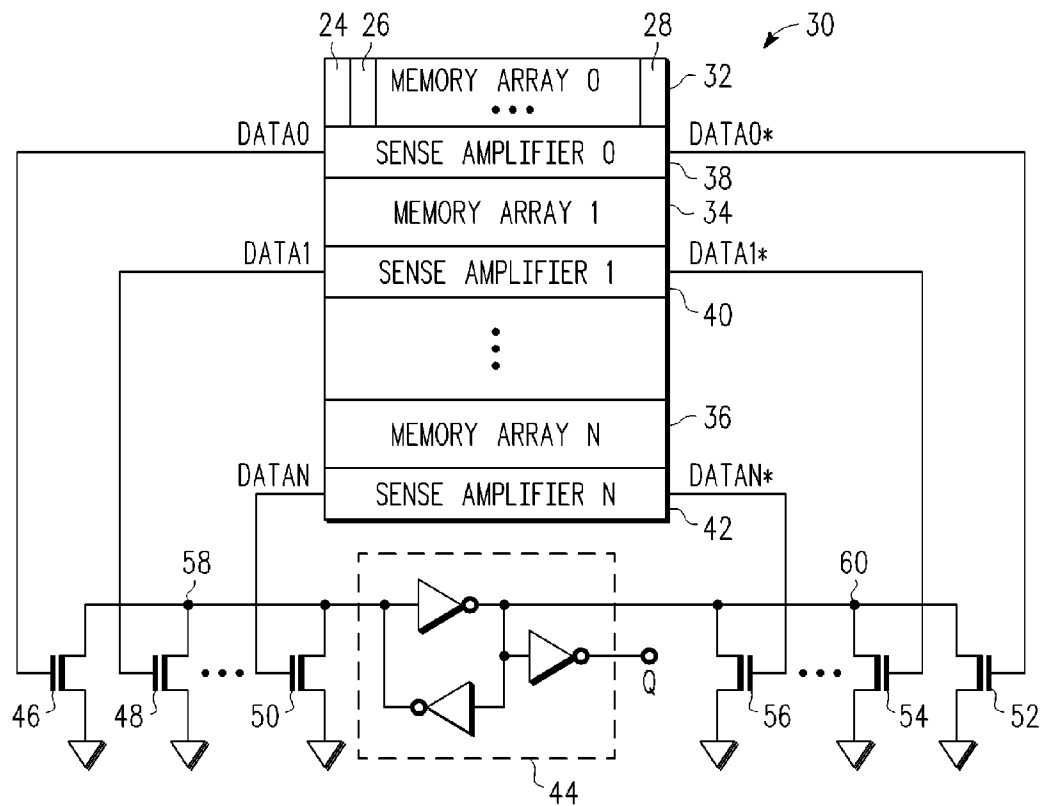 24 26 28 30
MEMORY ARRAY 0 32
•••
DATA0 SENSE AMPLIFIER 0 DATA0*
38
MEMORY ARRAY 1 34
DATA1 SENSE AMPLIFIER 1 DATA1*
40
MEMORY ARRAY N 36
DATAN SENSE AMPLIFIER N DATAN*
42
58 60
46 48 ••• 50 Q 56 ••• 54 52
44